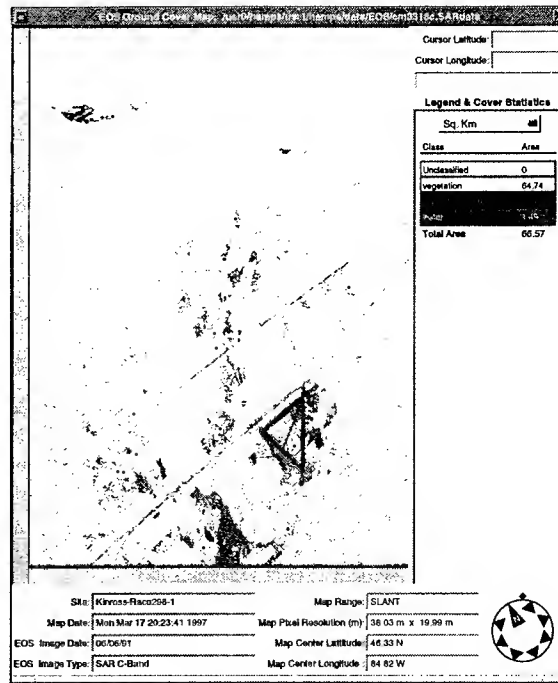 EOS Ground Cover Map:
Cursor Latitude:
Cursor Longitude:
Legend & Cover Statistics
Sq. Km
Class Area
Unclassified 0
vegetation 64.74
Total Area 66.57
Site: Kinross-Raco298-1
Map Range: SLANT
Map Date: Mon Mar 17 20:23:41 1997
Map Pixel Resolution (m): 38.03 m x 19.99 m
EOS Image Date: 06/06/91
Map Center Latitude: 46.33 N
EOS Image Type: SAR C-Band
Map Center Longitude: 84.82 W
N